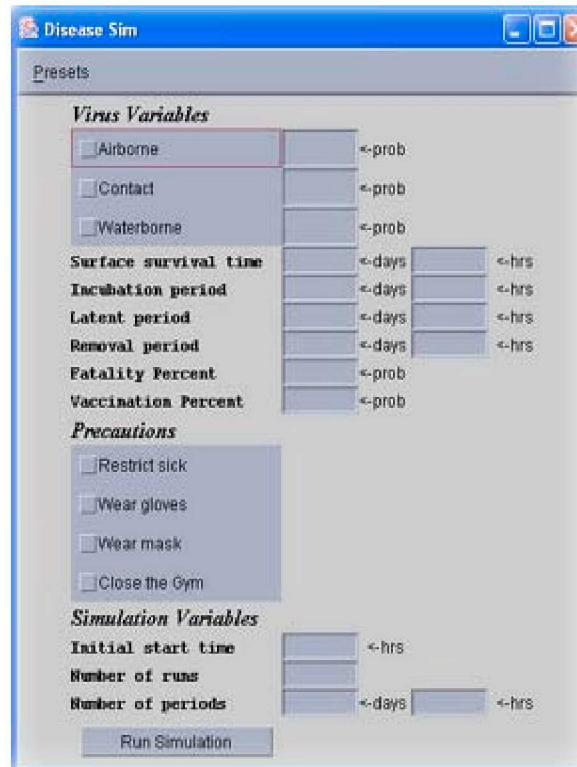 Disease Sim
Presets
Virus Variables
Airborne <-prob
Contact <-prob
Waterborne <-prob
Surface survival time <-days <-hrs
Incubation period <-days <-hrs
Latent period <-days <-hrs
Removal period <-days <-hrs
Fatality Percent <-prob
Vaccination Percent <-prob
Precautions
Restrict sick
Wear gloves
Wear mask
Close the Gym
Simulation Variables
Initial start time <-hrs
Number of runs
Number of periods <-days <-hrs
Run Simulation